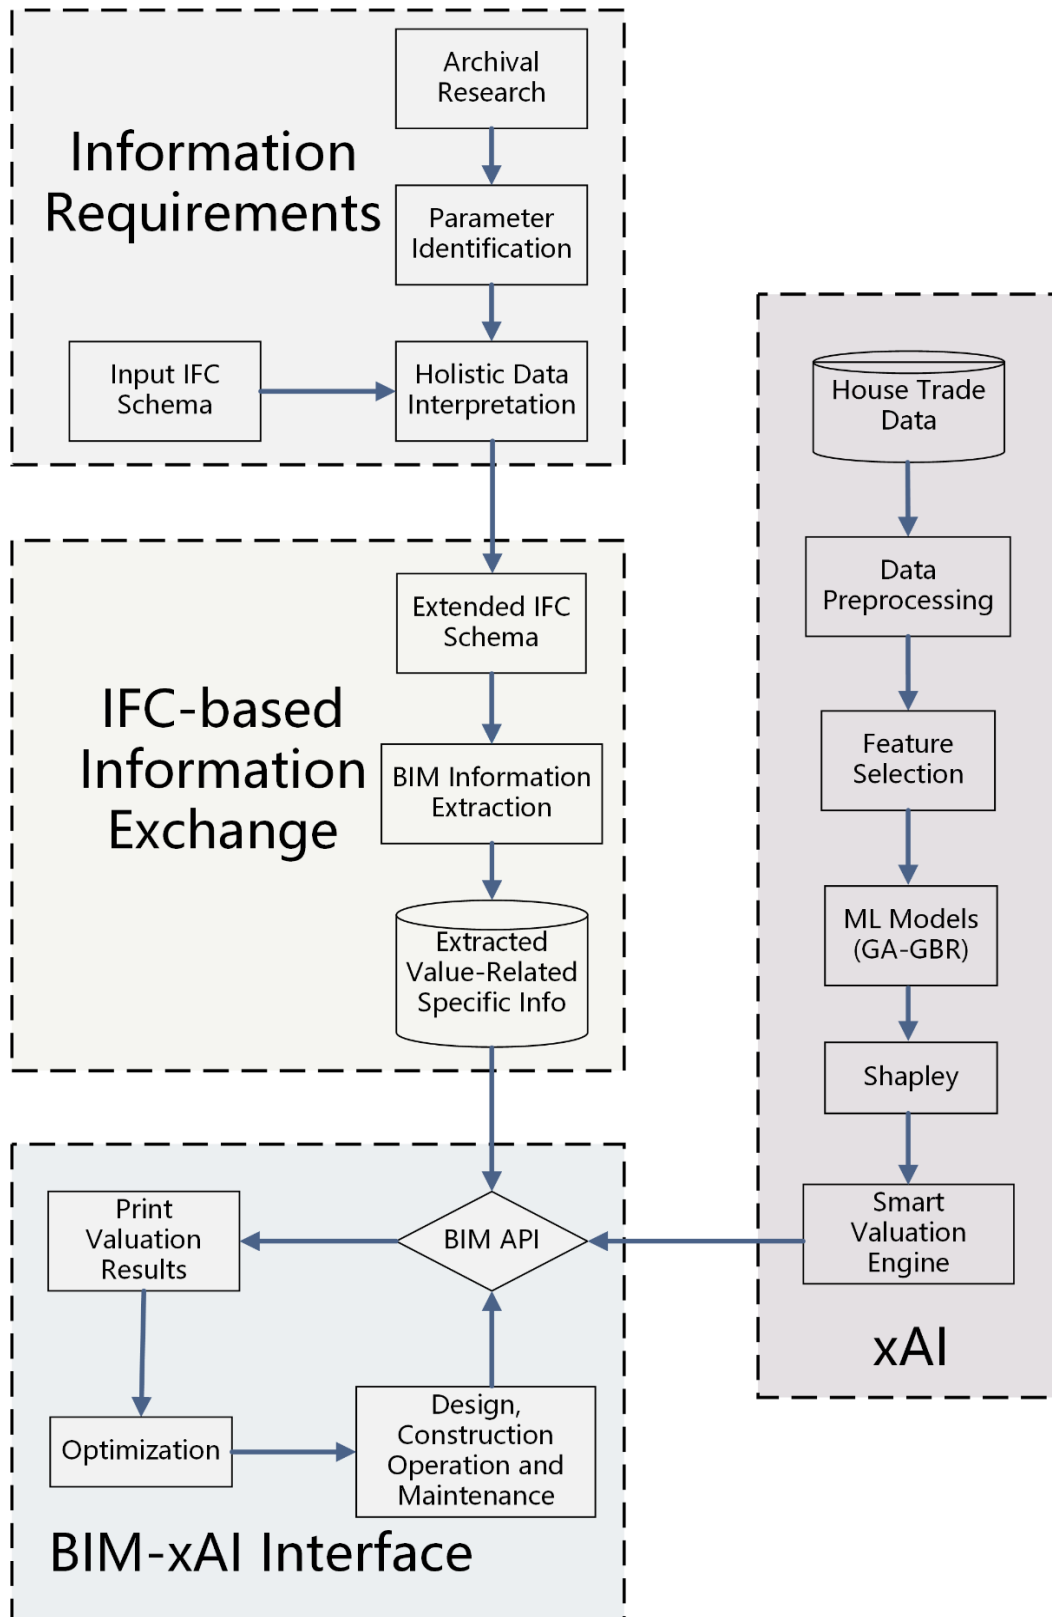 Information
Requirements
Archival
Research
Parameter
Identification
Input IFC
Schema
Holistic Data
Interpretation
IFC-based
Information
Exchange
Extended IFC
Schema
BIM Information
Extraction
Extracted
Value-Related
Specific Info
House Trade
Data
Data
Preprocessing
Feature
Selection
ML Models
(GA-GBR)
Shapley
Smart
Valuation
Engine
xAI
BIM API
Print
Valuation
Results
Optimization
Design,
Construction
Operation and
Maintenance
BIM-xAI Interface